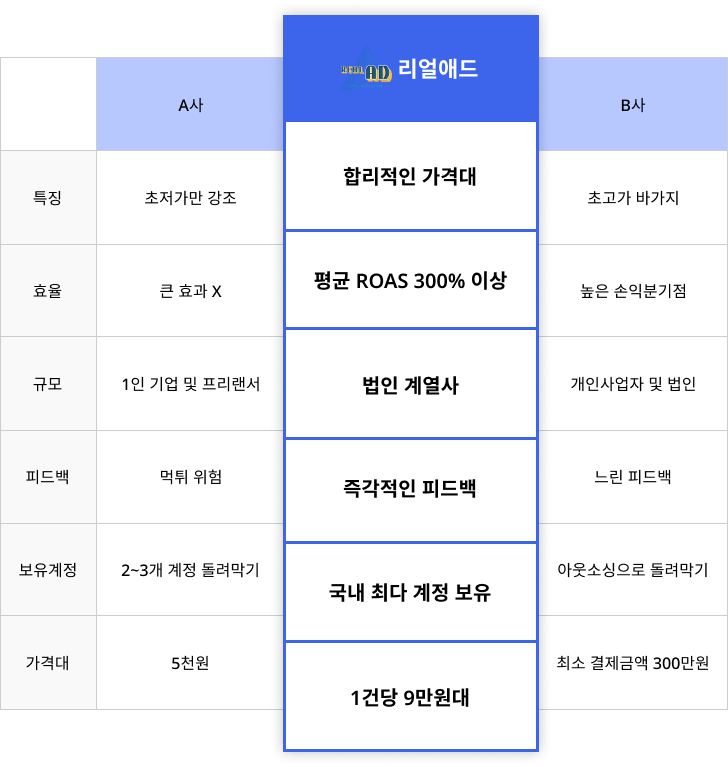 A사
REAL AD 리얼애드
B사
특징
초저가만 강조
합리적인 가격대
초고가 바가지
효율
큰 효과 X
평균 ROAS 300% 이상
높은 손익분기점
규모
1인 기업 및 프리랜서
법인 계열사
개인사업자 및 법인
피드백
먹튀 위험
즉각적인 피드백
느린 피드백
보유계정
2~3개 계정 돌려막기
국내 최다 계정 보유
아웃소싱으로 돌려막기
가격대
5천원
1건당 9만원대
최소 결제금액 300만원